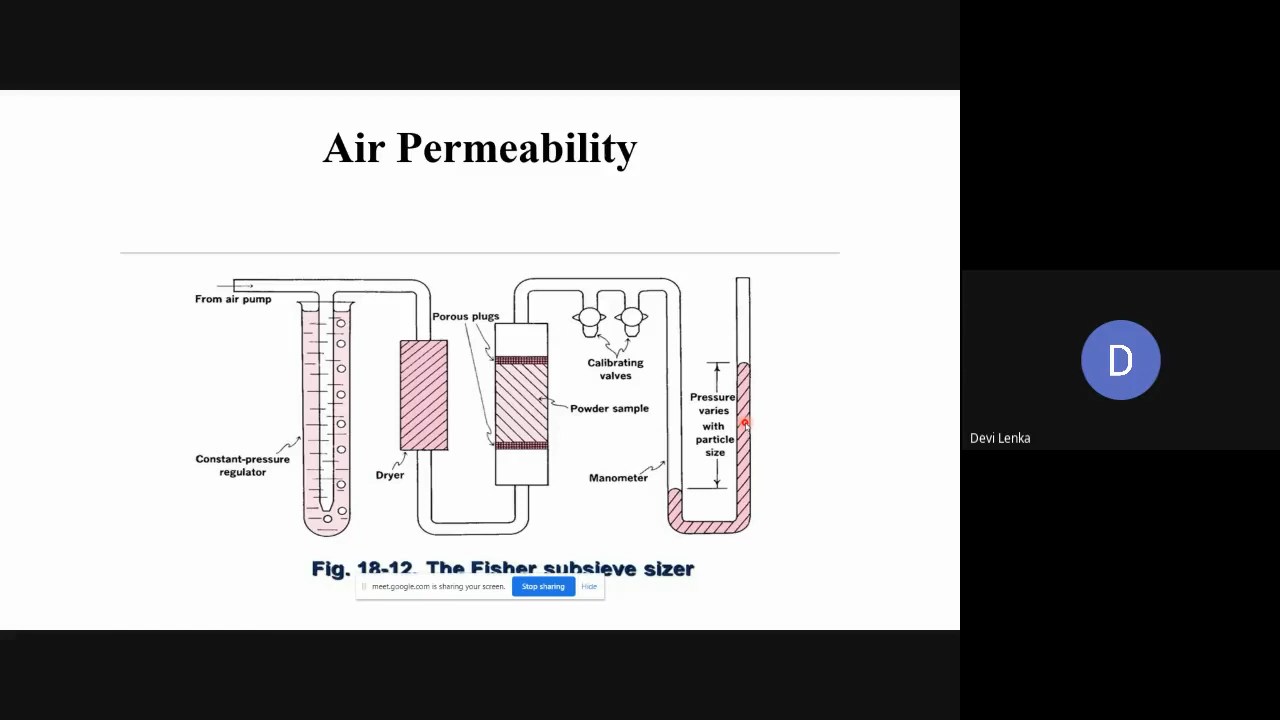 Air Permeability
From air pump
Porous plugs
Calibrating
valves
Powder sample
Pressure
varies
with
particle
size
Constant-pressure
regulator
Dryer
Manometer
Fig. 18-12. The Fisher subsieve sizer
meet.google.com is sharing your screen.
Stop sharing
Hide
D
Devi Lenka